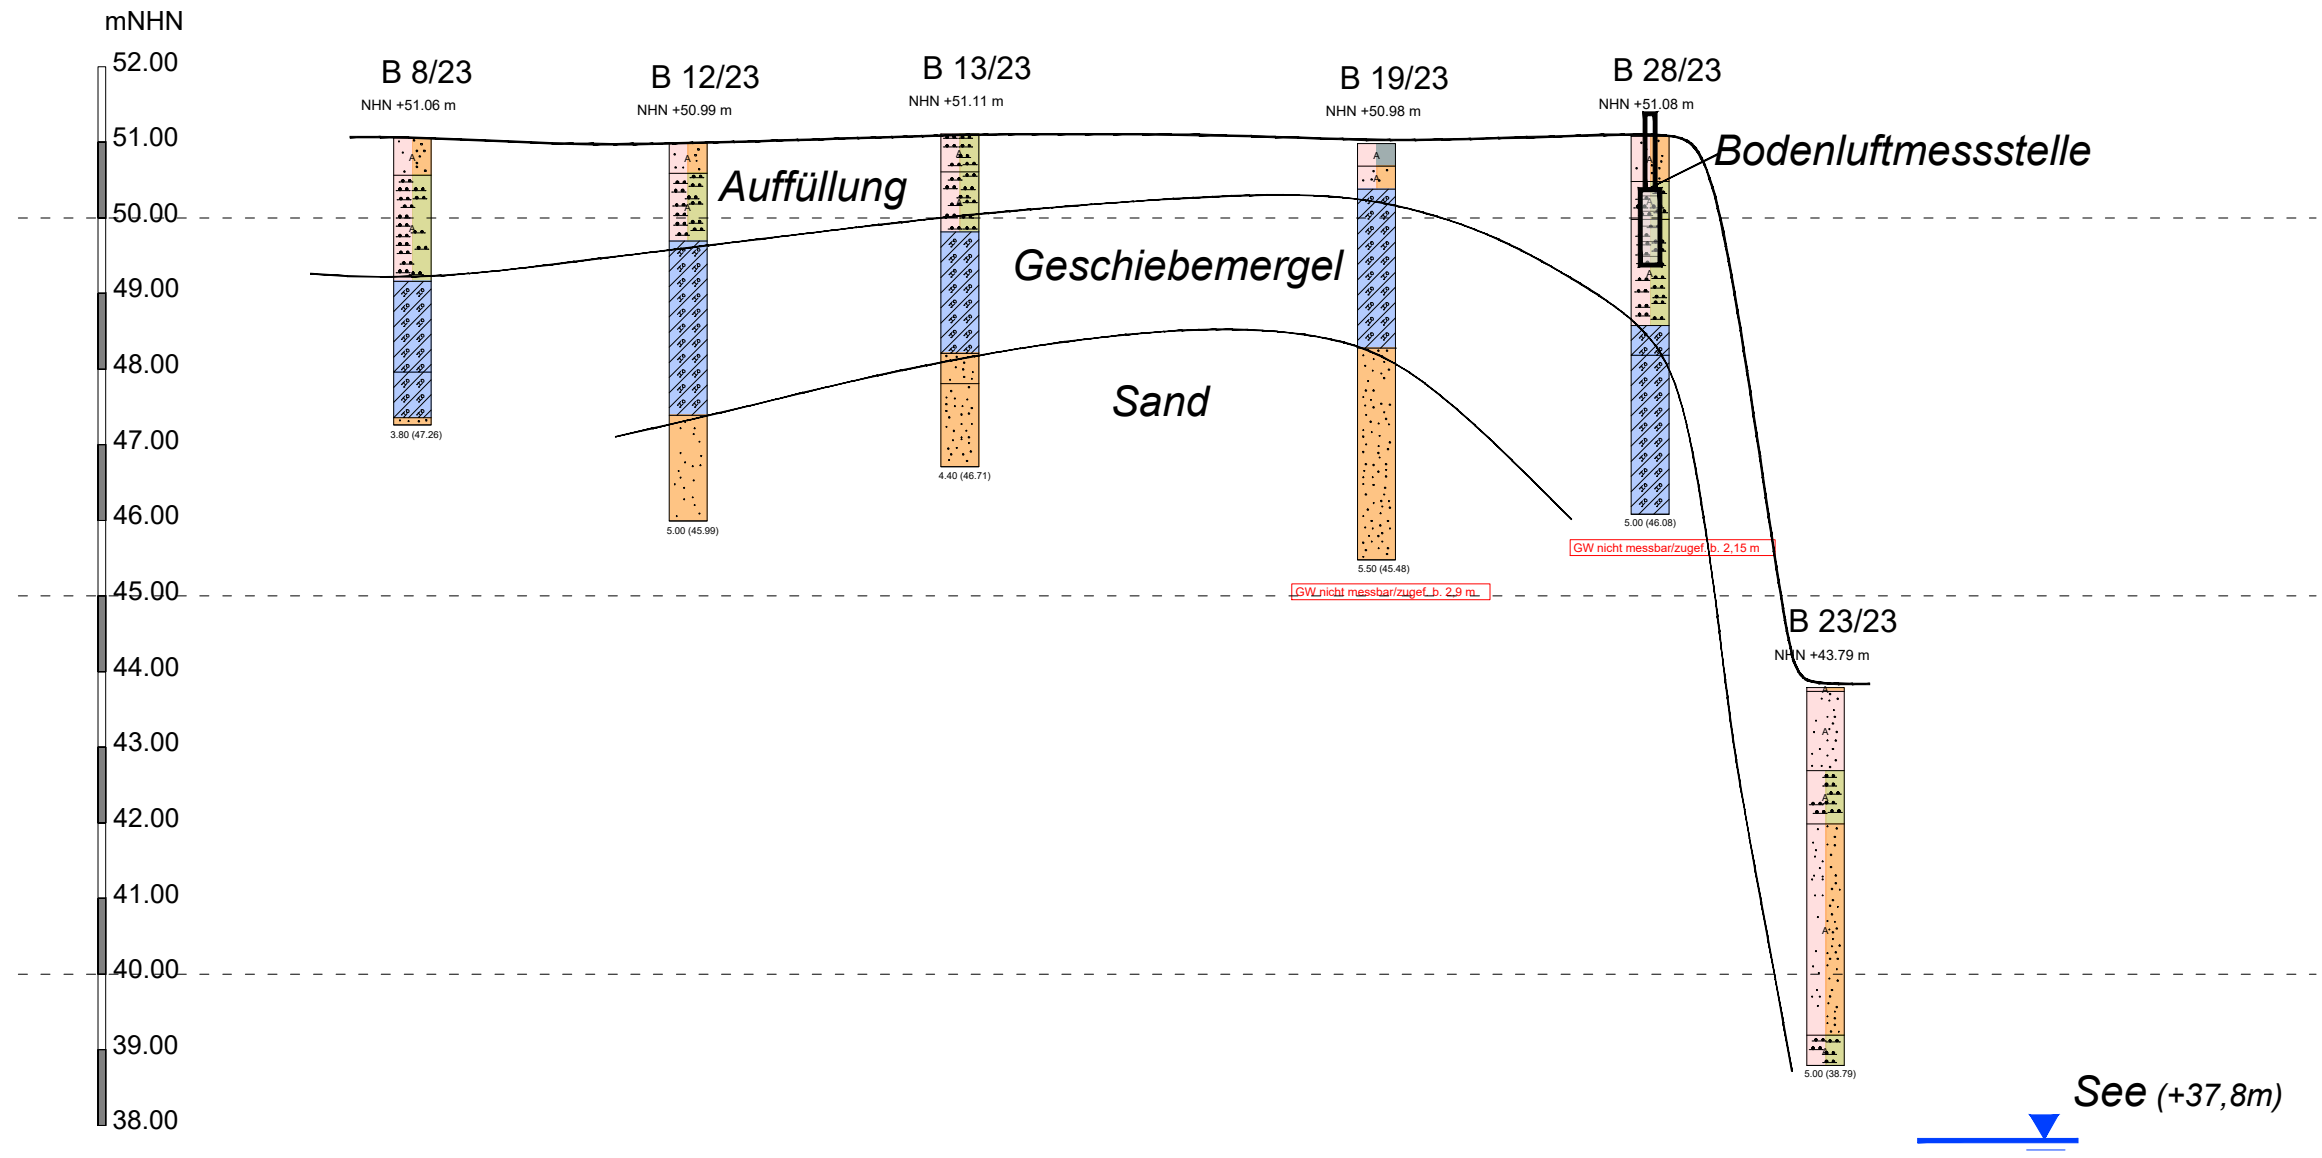 mNHN
52.00
51.00
50.00
49.00
48.00
47.00
46.00
45.00
44.00
43.00
42.00
41.00
40.00
39.00
38.00
B 8/23
NHN +51.06 m
A
A
3.80 (47.26)
B 12/23
NHN +50.99 m
A
A
5.00 (45.99)
B 13/23
NHN +51.11 m
A
A
4.40 (46.71)
B 19/23
NHN +50.98 m
A
A
5.50 (45.48)
GW nicht messbar/zugef. b. 2,9 m
B 28/23
NHN +51.08 m
A
A
A
5.00 (46.08)
GW nicht messbar/zugef. b. 2,15 m
Bodenluftmessstelle
Auffüllung
Geschiebemergel
Sand
B 23/23
NHN +43.79 m
A
A
A
A
A
5.00 (38.79)
See (+37,8m)